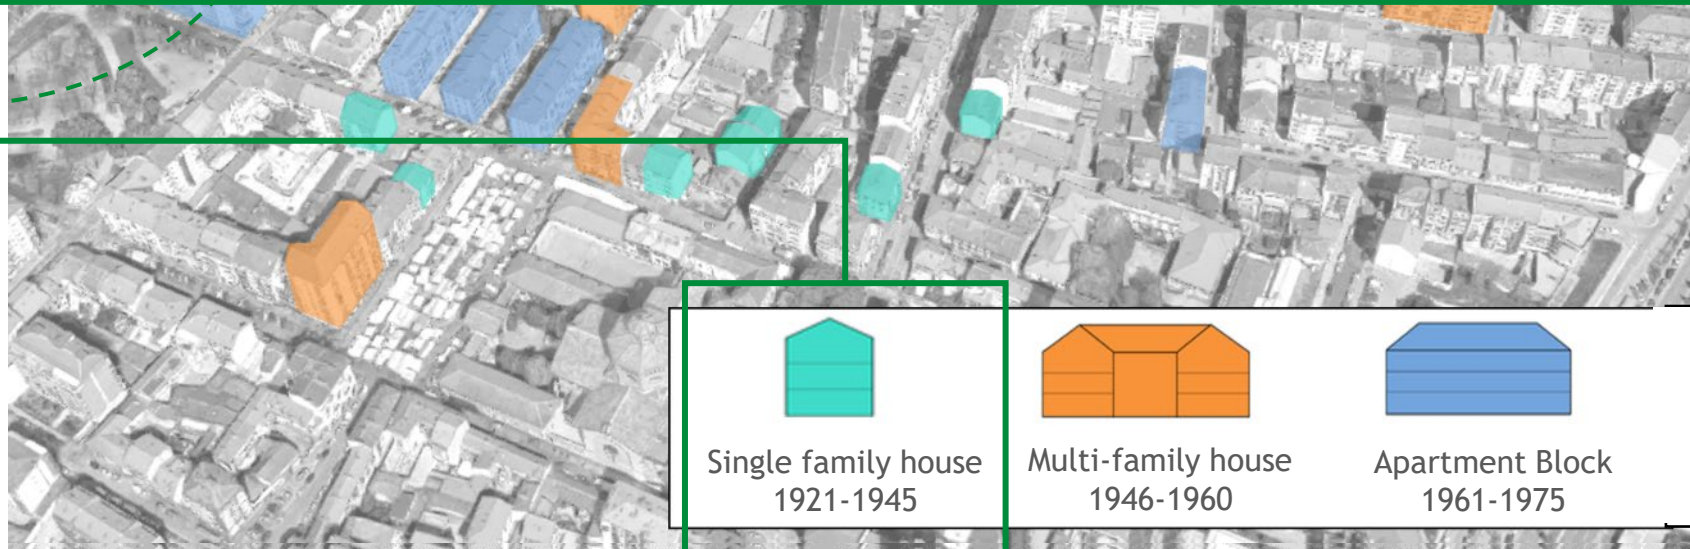 Single family house
1921-1945
Multi-family house
1946-1960
Apartment Block
1961-1975